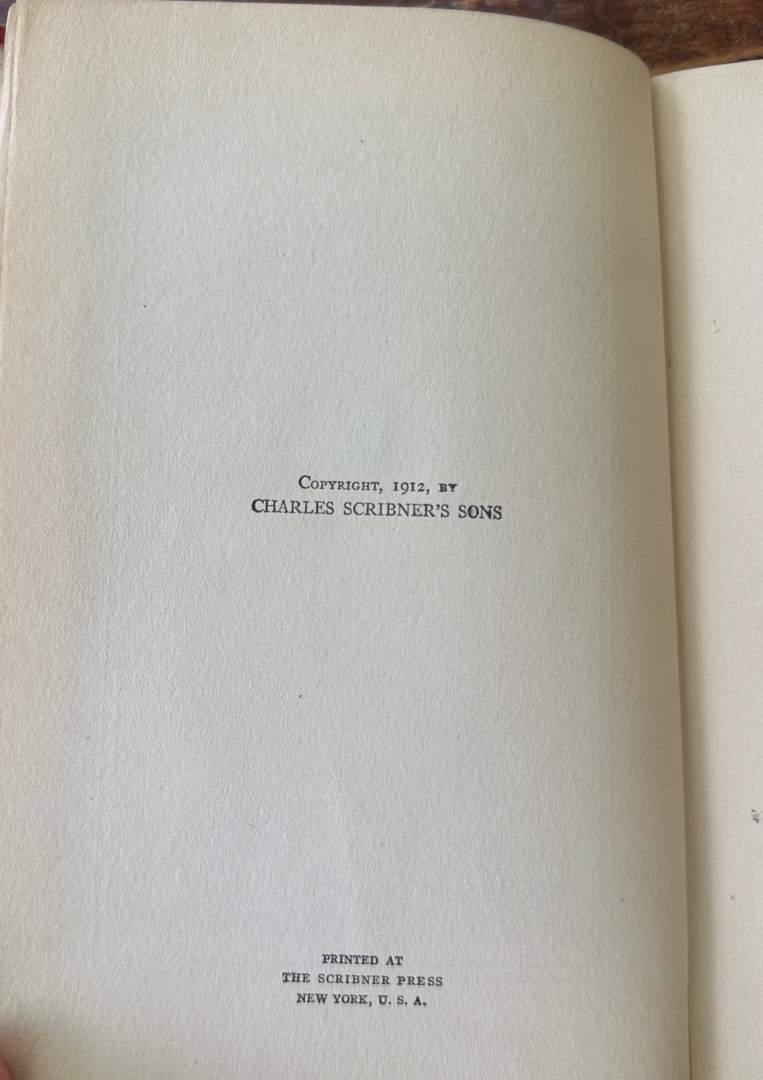 Copyright, 1912, by
CHARLES SCRIBNER'S SONS
PRINTED AT
THE SCRIBNER PRESS
NEW YORK, U. S. A.